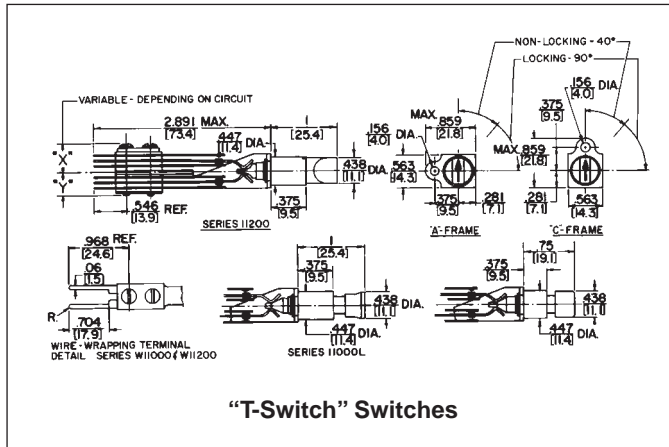 NON-LOCKING-40°
LOCKING-90°
VARIABLE-DEPENDING ON CIRCUIT
2.891 MAX.
[73.4]
.447
[11.4] DIA.
1
[25.4]
"X"
"Y"
.438
[11.1] DIA.
.546
[13.9] REF.
.375
[9.5]
SERIES 11200
.156
[4.0]
DIA.
MAX.
.859
[21.8]
.563
[14.3]
.375
[9.5]
.281
[7.1]
"A"-FRAME
.156 DIA.
[4.0]
.375
[9.5]
MAX .859
[21.8]
.281
[7.1]
.563
[14.3]
"C"-FRAME
.968 REF.
[24.6]
.06
[1.5]
R.
.704
[17.9]
WIRE-WRAPPING TERMINAL
DETAIL SERIES W11000 & W11200
1
[25.4]
.375
[9.5]
.438 DIA.
[11.1]
.447 DIA.
[11.4]
SERIES 11000L
.75
[19.1]
.375
[9.5]
.438
[11.1]
.447 DIA.
[11.4]
"T-Switch" Switches